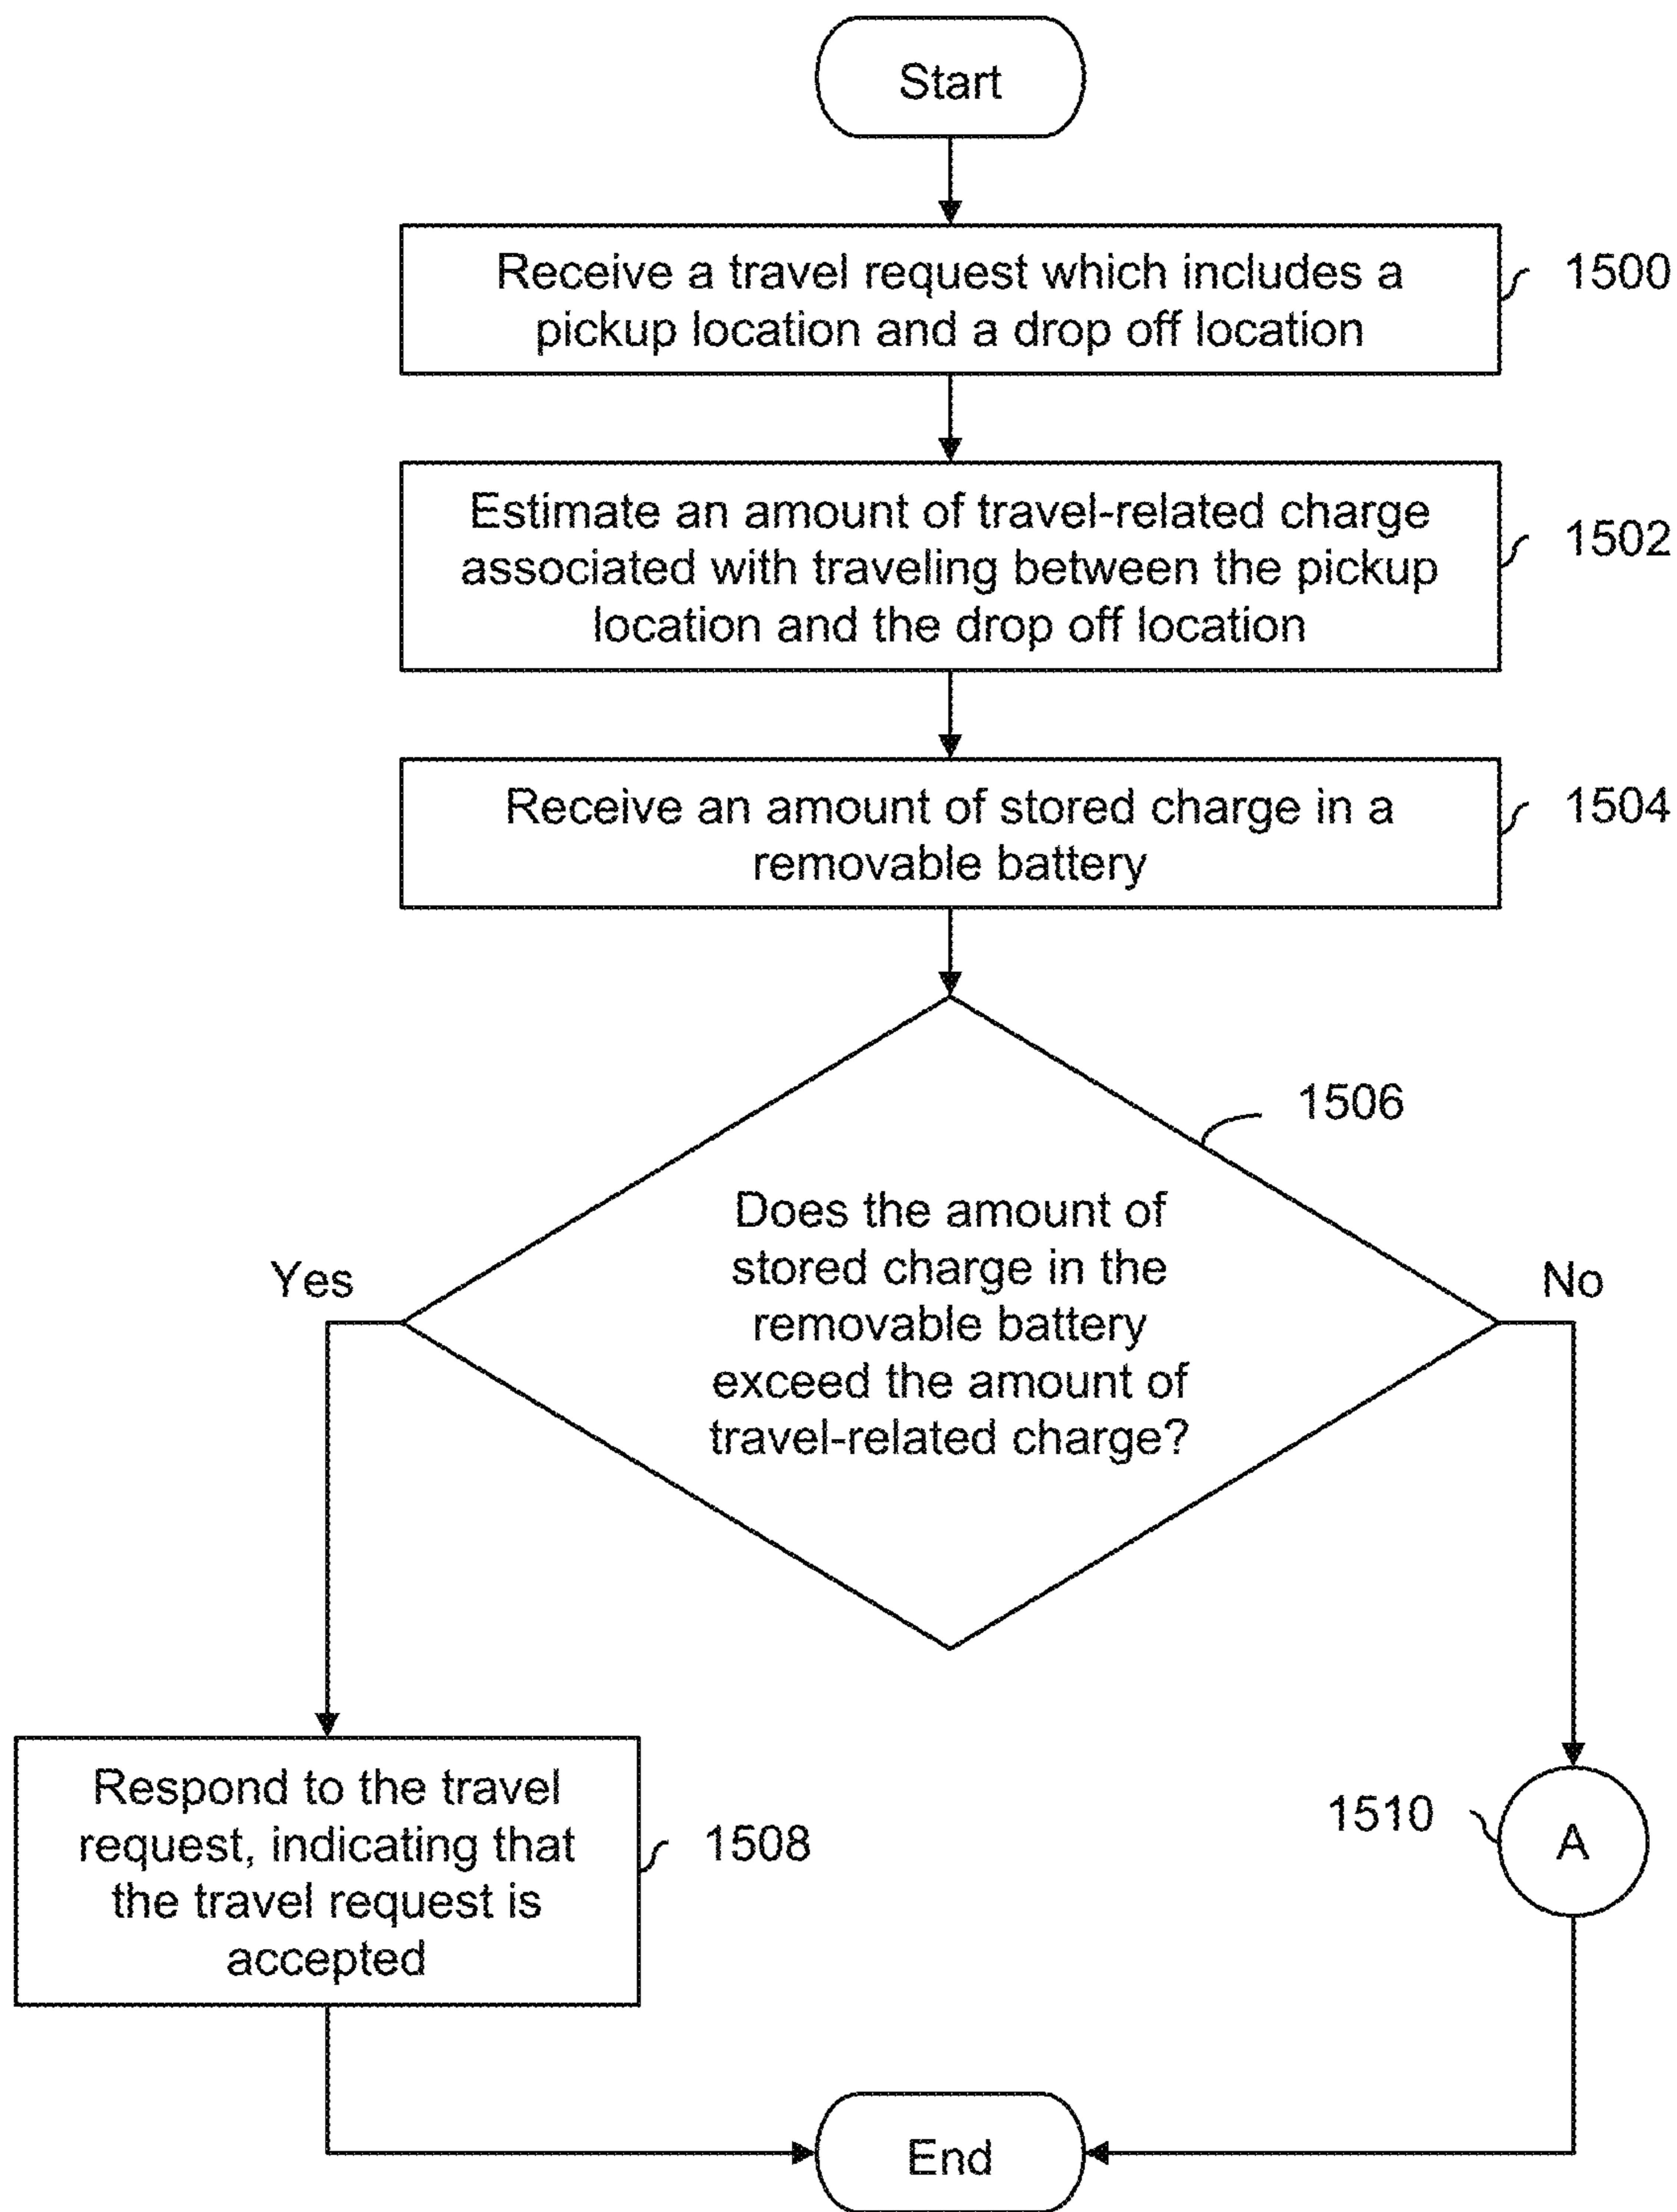 Start
Receive a travel request which includes a
pickup location and a drop off location
1500
Estimate an amount of travel-related charge
associated with traveling between the pickup
location and the drop off location
1502
Receive an amount of stored charge in a
removable battery
1504
1506
Does the amount of
stored charge in the
removable battery
exceed the amount of
travel-related charge?
Yes
No
Respond to the travel
request, indicating that
the travel request is
accepted
1508
1510
A
End